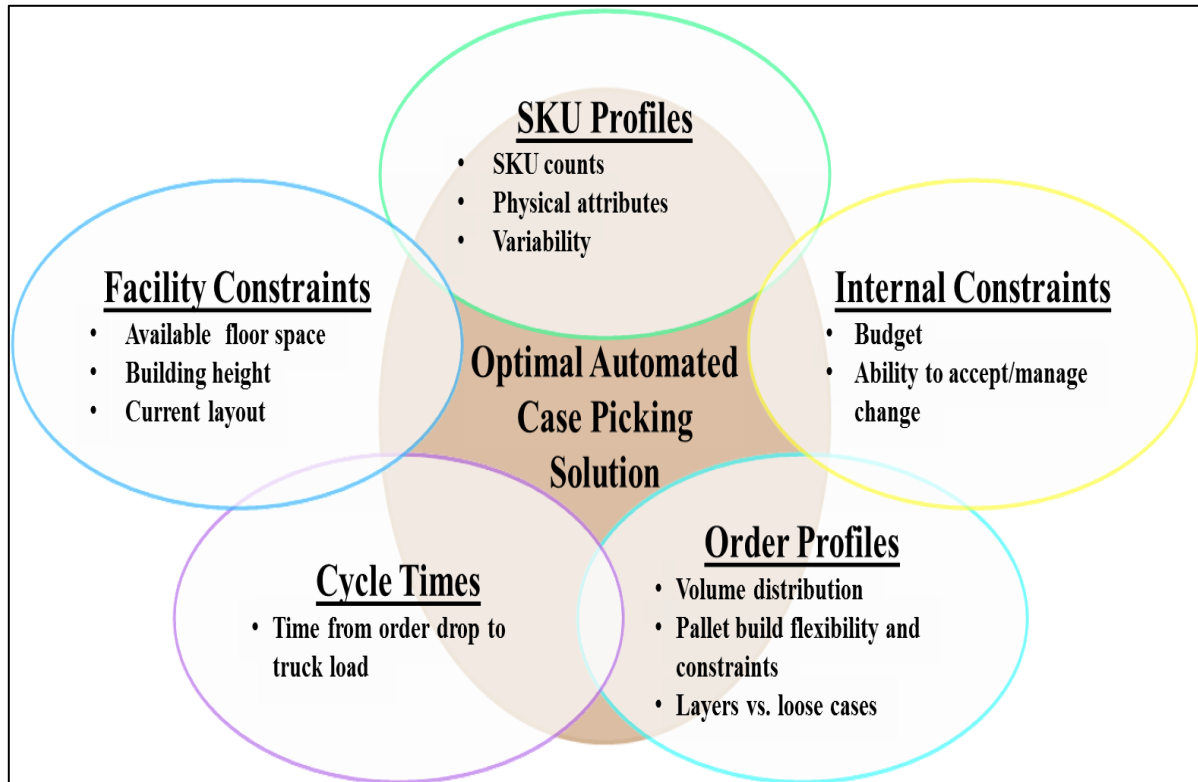 SKU Profiles
• SKU counts
• Physical attributes
• Variability
Facility Constraints
• Available floor space
• Building height
• Current layout
Internal Constraints
• Budget
• Ability to accept/manage
change
Optimal Automated
Case Picking
Solution
Cycle Times
• Time from order drop to
truck load
Order Profiles
• Volume distribution
• Pallet build flexibility and
constraints
• Layers vs. loose cases